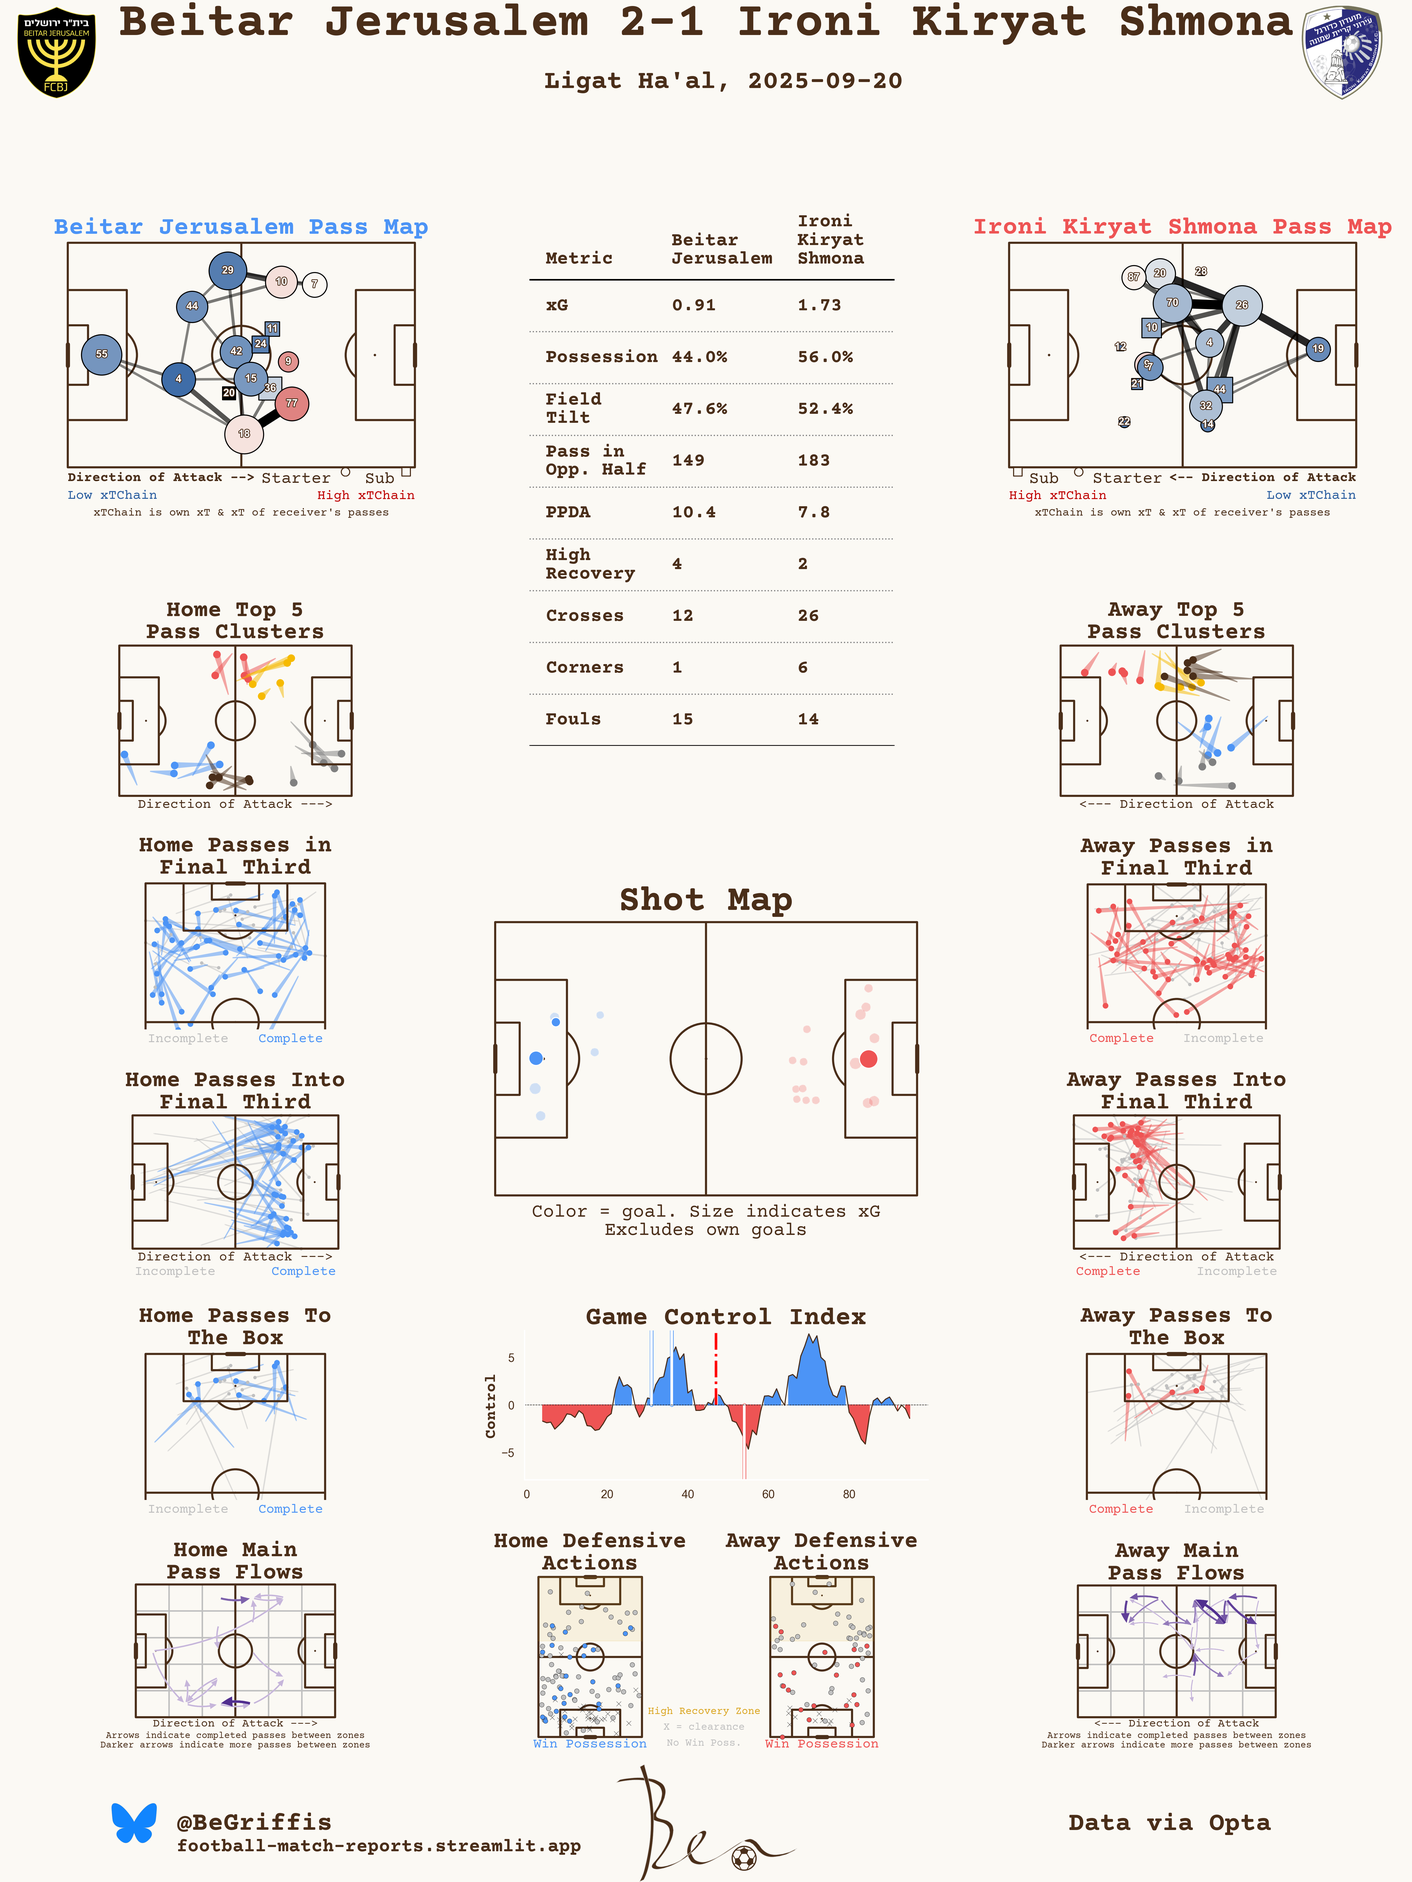 Beitar Jerusalem 2-1 Ironi Kiryat Shmona
Ligat Ha'al, 2025-09-20
בית"ר ירושלים
BEITAR JERUSALEM
FCBJ
מועדון כדורגל
עירוני קריית שמונה
Beitar Jerusalem Pass Map
29
10
7
44
11
24
42
55
9
4
15
36
20
77
18
Direction of Attack --> Starter Sub
Low xTChain High xTChain
xTChain is own xT & xT of receiver's passes
Metric Beitar Jerusalem Ironi Kiryat Shmona
xG 0.91 1.73
Possession 44.0% 56.0%
Field Tilt 47.6% 52.4%
Pass in Opp. Half 149 183
PPDA 10.4 7.8
High Recovery 4 2
Crosses 12 26
Corners 1 6
Fouls 15 14
Ironi Kiryat Shmona Pass Map
87
20
28
70
26
10
4
12
19
7
21
44
32
22
14
Sub Starter <-- Direction of Attack
High xTChain Low xTChain
xTChain is own xT & xT of receiver's passes
Home Top 5
Pass Clusters
Direction of Attack --->
Away Top 5
Pass Clusters
<--- Direction of Attack
Home Passes in
Final Third
Incomplete Complete
Away Passes in
Final Third
Complete Incomplete
Shot Map
Color = goal. Size indicates xG
Excludes own goals
Home Passes Into
Final Third
Direction of Attack --->
Incomplete Complete
Away Passes Into
Final Third
<--- Direction of Attack
Complete Incomplete
Home Passes To
The Box
Incomplete Complete
Game Control Index
Control
5
0
−5
0 20 40 60 80
Away Passes To
The Box
Complete Incomplete
Home Main
Pass Flows
Direction of Attack --->
Arrows indicate completed passes between zones
Darker arrows indicate more passes between zones
Home Defensive
Actions
Win Possession
High Recovery Zone
X = clearance
No Win Poss.
Away Defensive
Actions
Win Possession
Away Main
Pass Flows
<--- Direction of Attack
Arrows indicate completed passes between zones
Darker arrows indicate more passes between zones
@BeGriffis
football-match-reports.streamlit.app
Ben
Data via Opta